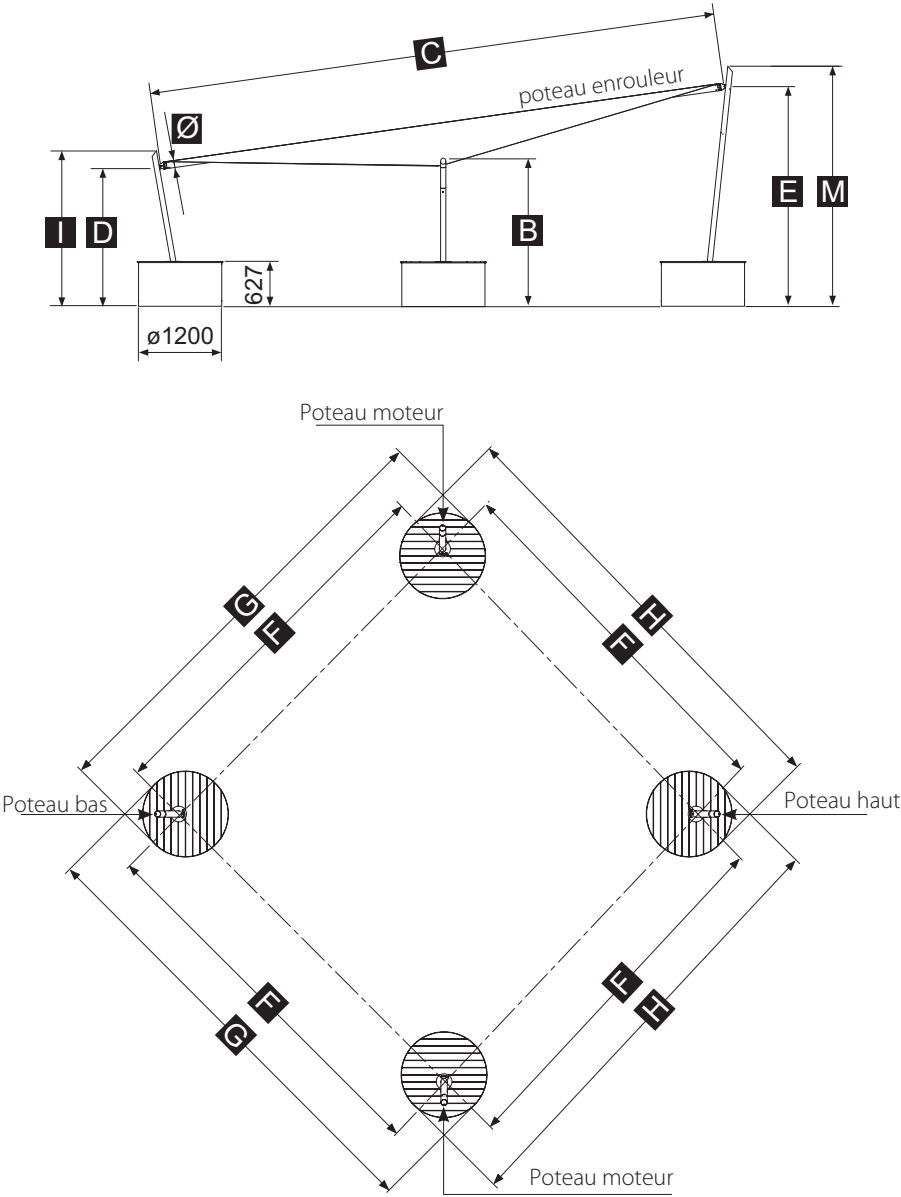 C
poteau enrouleur
Ø
I
D
B
E
M
627
ø1200
Poteau moteur
G
F
H
F
Poteau bas
Poteau haut
F
G
F
H
Poteau moteur